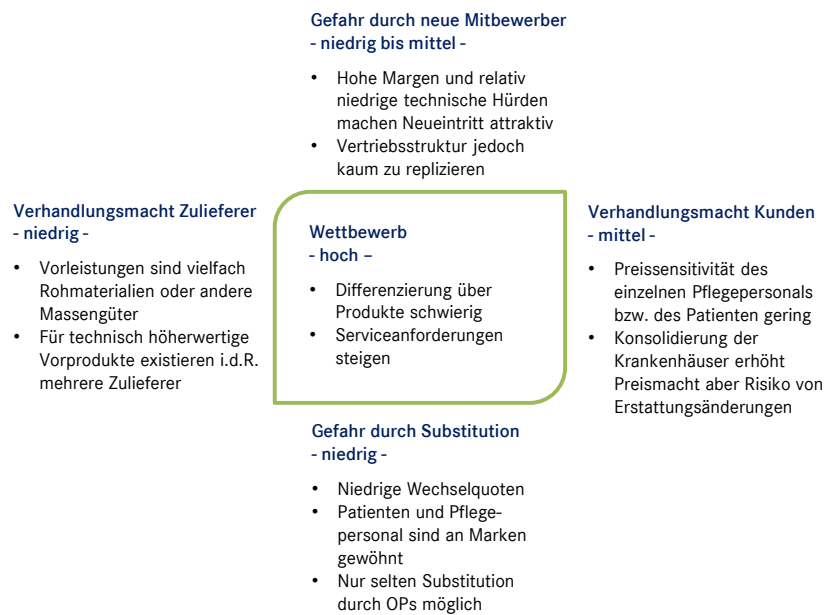 Gefahr durch neue Mitbewerber
- niedrig bis mittel -
• Hohe Margen und relativ
niedrige technische Hürden
machen Neueintritt attraktiv
• Vertriebsstruktur jedoch
kaum zu replizieren
Verhandlungsmacht Zulieferer
- niedrig -
• Vorleistungen sind vielfach
Rohmaterialien oder andere
Massengüter
• Für technisch höherwertige
Vorprodukte existieren i.d.R.
mehrere Zulieferer
Wettbewerb
- hoch –
• Differenzierung über
Produkte schwierig
• Serviceanforderungen
steigen
Verhandlungsmacht Kunden
- mittel -
• Preissensitivität des
einzelnen Pflegepersonals
bzw. des Patienten gering
• Konsolidierung der
Krankenhäuser erhöht
Preismacht aber Risiko von
Erstattungsänderungen
Gefahr durch Substitution
- niedrig -
• Niedrige Wechselquoten
• Patienten und Pflege-
personal sind an Marken
gewöhnt
• Nur selten Substitution
durch OPs möglich